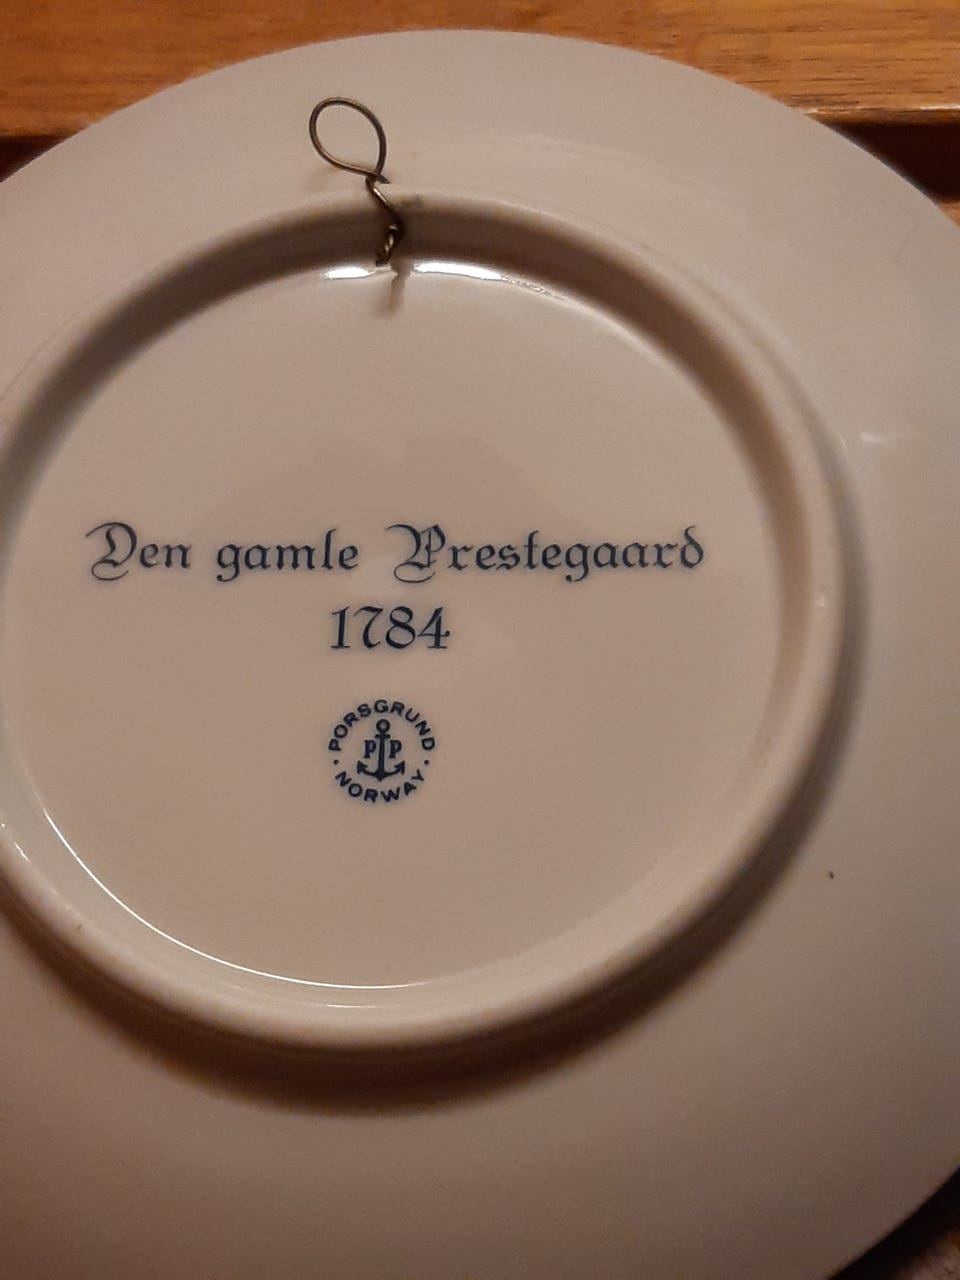 Den gamle Prestegaard
1784
PORSGRUND
PP
· NORWAY ·